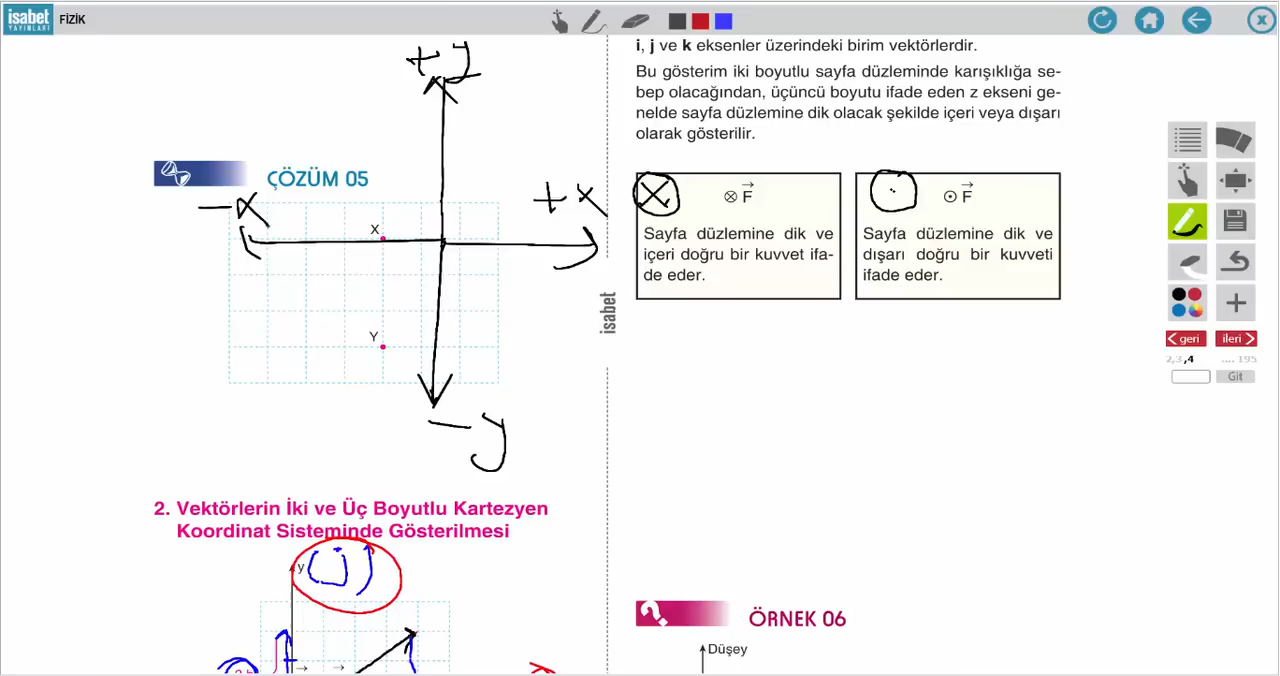 isabet
YAYINLARI
FİZİK
+y
ÇÖZÜM 05
-x
+x
X
Y
-y
2. Vektörlerin İki ve Üç Boyutlu Kartezyen
Koordinat Sisteminde Gösterilmesi
y
j
isabet
i, j ve k eksenler üzerindeki birim vektörlerdir.
Bu gösterim iki boyutlu sayfa düzleminde karışıklığa se-
bep olacağından, üçüncü boyutu ifade eden z ekseni ge-
nelde sayfa düzlemine dik olacak şekilde içeri veya dışarı
olarak gösterilir.
⊗ F
Sayfa düzlemine dik ve
içeri doğru bir kuvvet ifa-
de eder.
⊙ F
Sayfa düzlemine dik ve
dışarı doğru bir kuvveti
ifade eder.
ÖRNEK 06
Düşey
geri
ileri
2,3,4
.... 195
Git